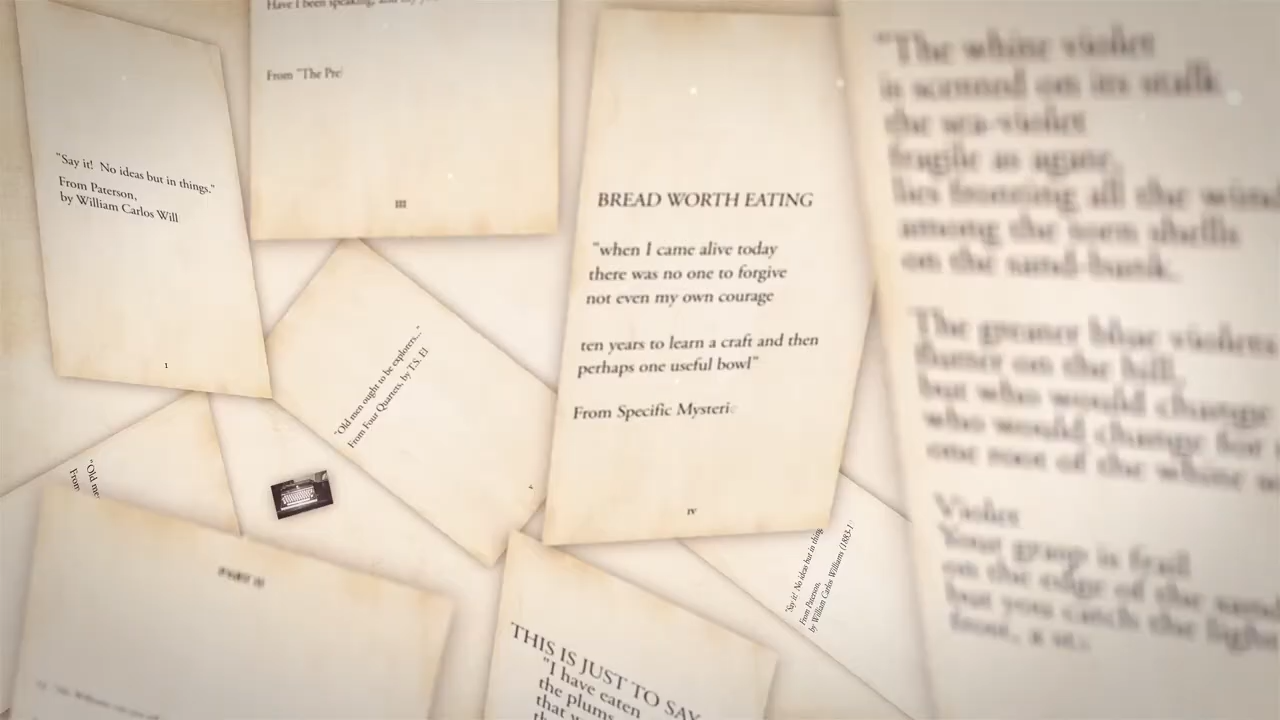 "Say it! No ideas but in things."
From Paterson,
by William Carlos Will
I
Have I been speaking, and my
From "The Pre
III
"Old men ought to be explorers..."
From Four Quartets, by T.S. El
V
"Old me
From
PART II
BREAD WORTH EATING
"when I came alive today
there was no one to forgive
not even my own courage
ten years to learn a craft and then
perhaps one useful bowl"
From Specific Mysteri
IV
THIS IS JUST TO SAY
"I have eaten
the plums
that w
"Say it! No ideas but in thing
From Paterson,
by William Carlos Williams (1883-1
"The white violet
is scented on its stalk
the sea-violet
fragile as agate,
lies fronting all the wind
among the torn shells
on the sand-bank.
The greater blue violets
flutter on the hill,
but who would change
who would change for
one root of the white
Violet
Your grasp is frail
on the edge of the sand
but you catch the light
frost, a